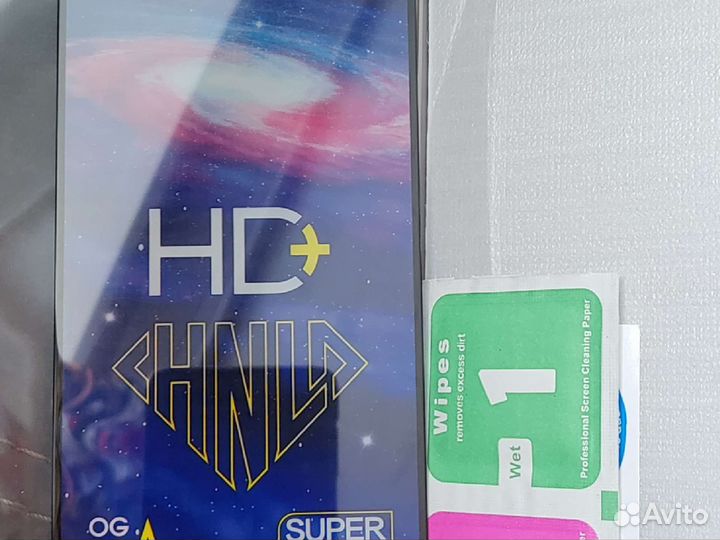 HD+
HNL
OG
SUPER
Wipes
removes excess dirt
Wet
1
Professional Screen Cleaning Paper
Avito